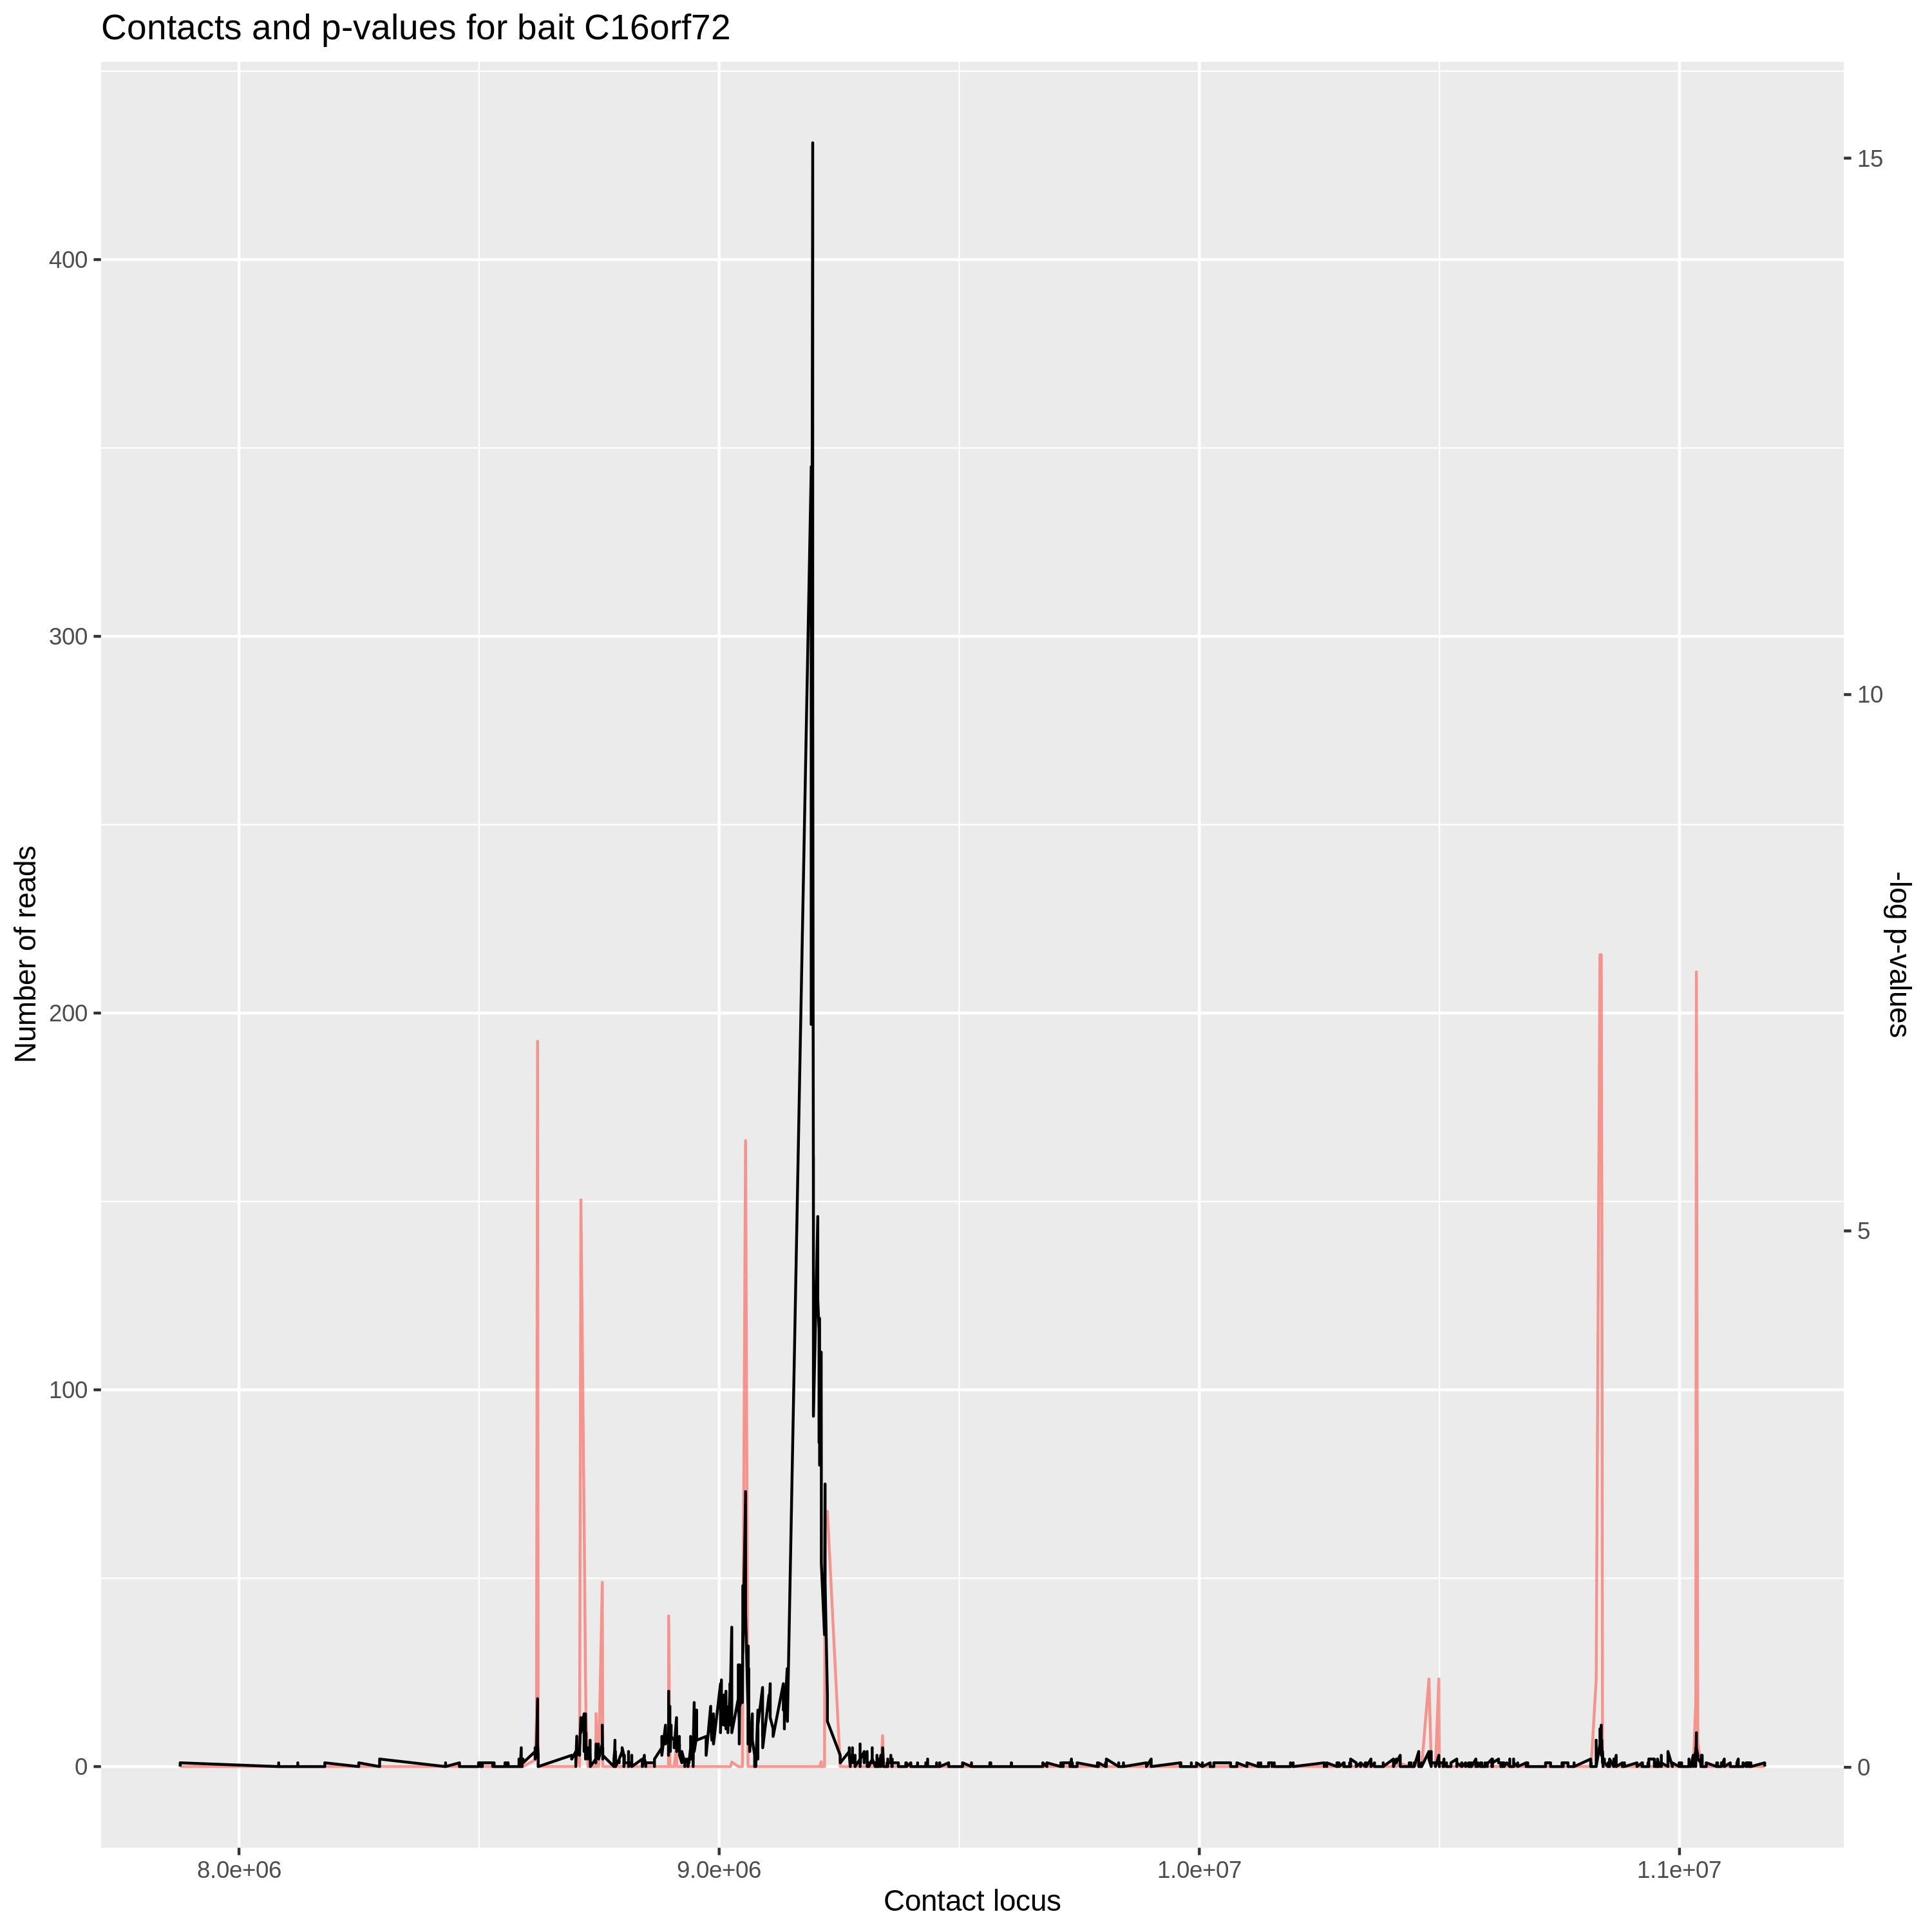 Contacts and p-values for bait C16orf72
Number of reads
400
300
200
100
0
15
10
5
0
-log p-values
8.0e+06
9.0e+06
1.0e+07
1.1e+07
Contact locus